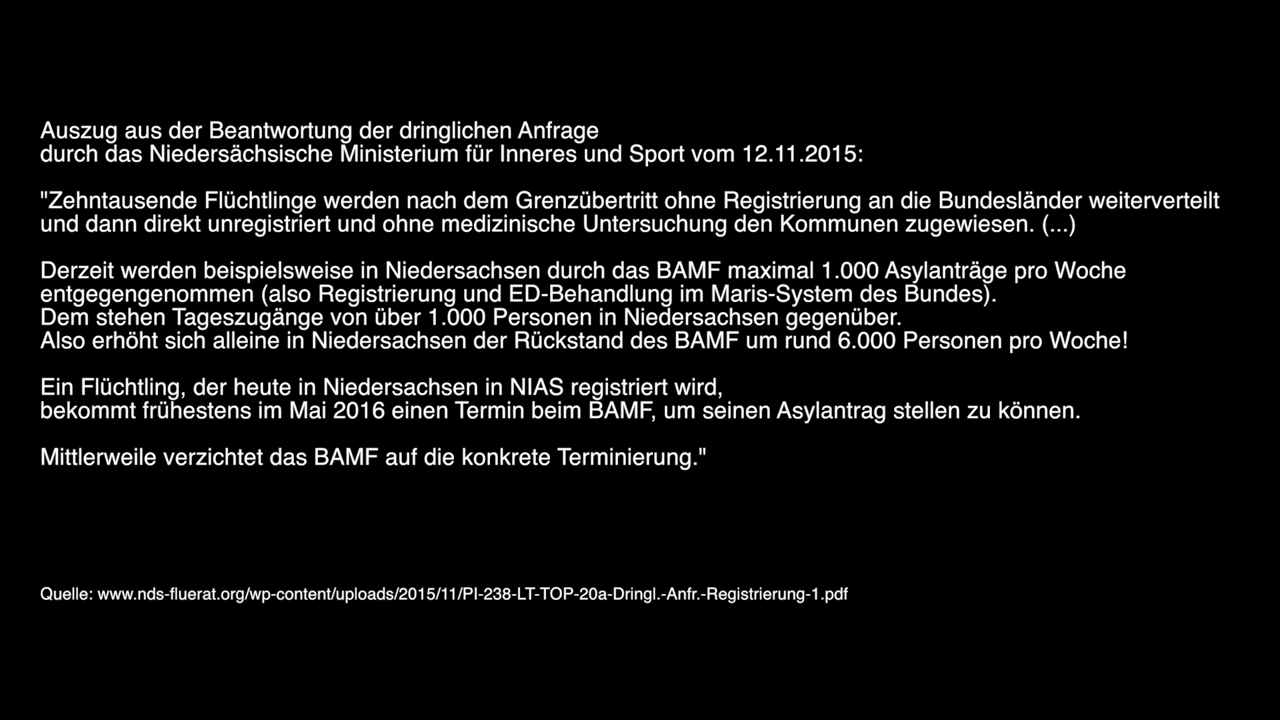 Auszug aus der Beantwortung der dringlichen Anfrage
durch das Niedersächsische Ministerium für Inneres und Sport vom 12.11.2015:
"Zehntausende Flüchtlinge werden nach dem Grenzübertritt ohne Registrierung an die Bundesländer weiterverteilt
und dann direkt unregistriert und ohne medizinische Untersuchung den Kommunen zugewiesen. (...)
Derzeit werden beispielsweise in Niedersachsen durch das BAMF maximal 1.000 Asylanträge pro Woche
entgegengenommen (also Registrierung und ED-Behandlung im Maris-System des Bundes).
Dem stehen Tageszugänge von über 1.000 Personen in Niedersachsen gegenüber.
Also erhöht sich alleine in Niedersachsen der Rückstand des BAMF um rund 6.000 Personen pro Woche!
Ein Flüchtling, der heute in Niedersachsen in NIAS registriert wird,
bekommt frühestens im Mai 2016 einen Termin beim BAMF, um seinen Asylantrag stellen zu können.
Mittlerweile verzichtet das BAMF auf die konkrete Terminierung."
Quelle: www.nds-fluerat.org/wp-content/uploads/2015/11/PI-238-LT-TOP-20a-Dringl.-Anfr.-Registrierung-1.pdf